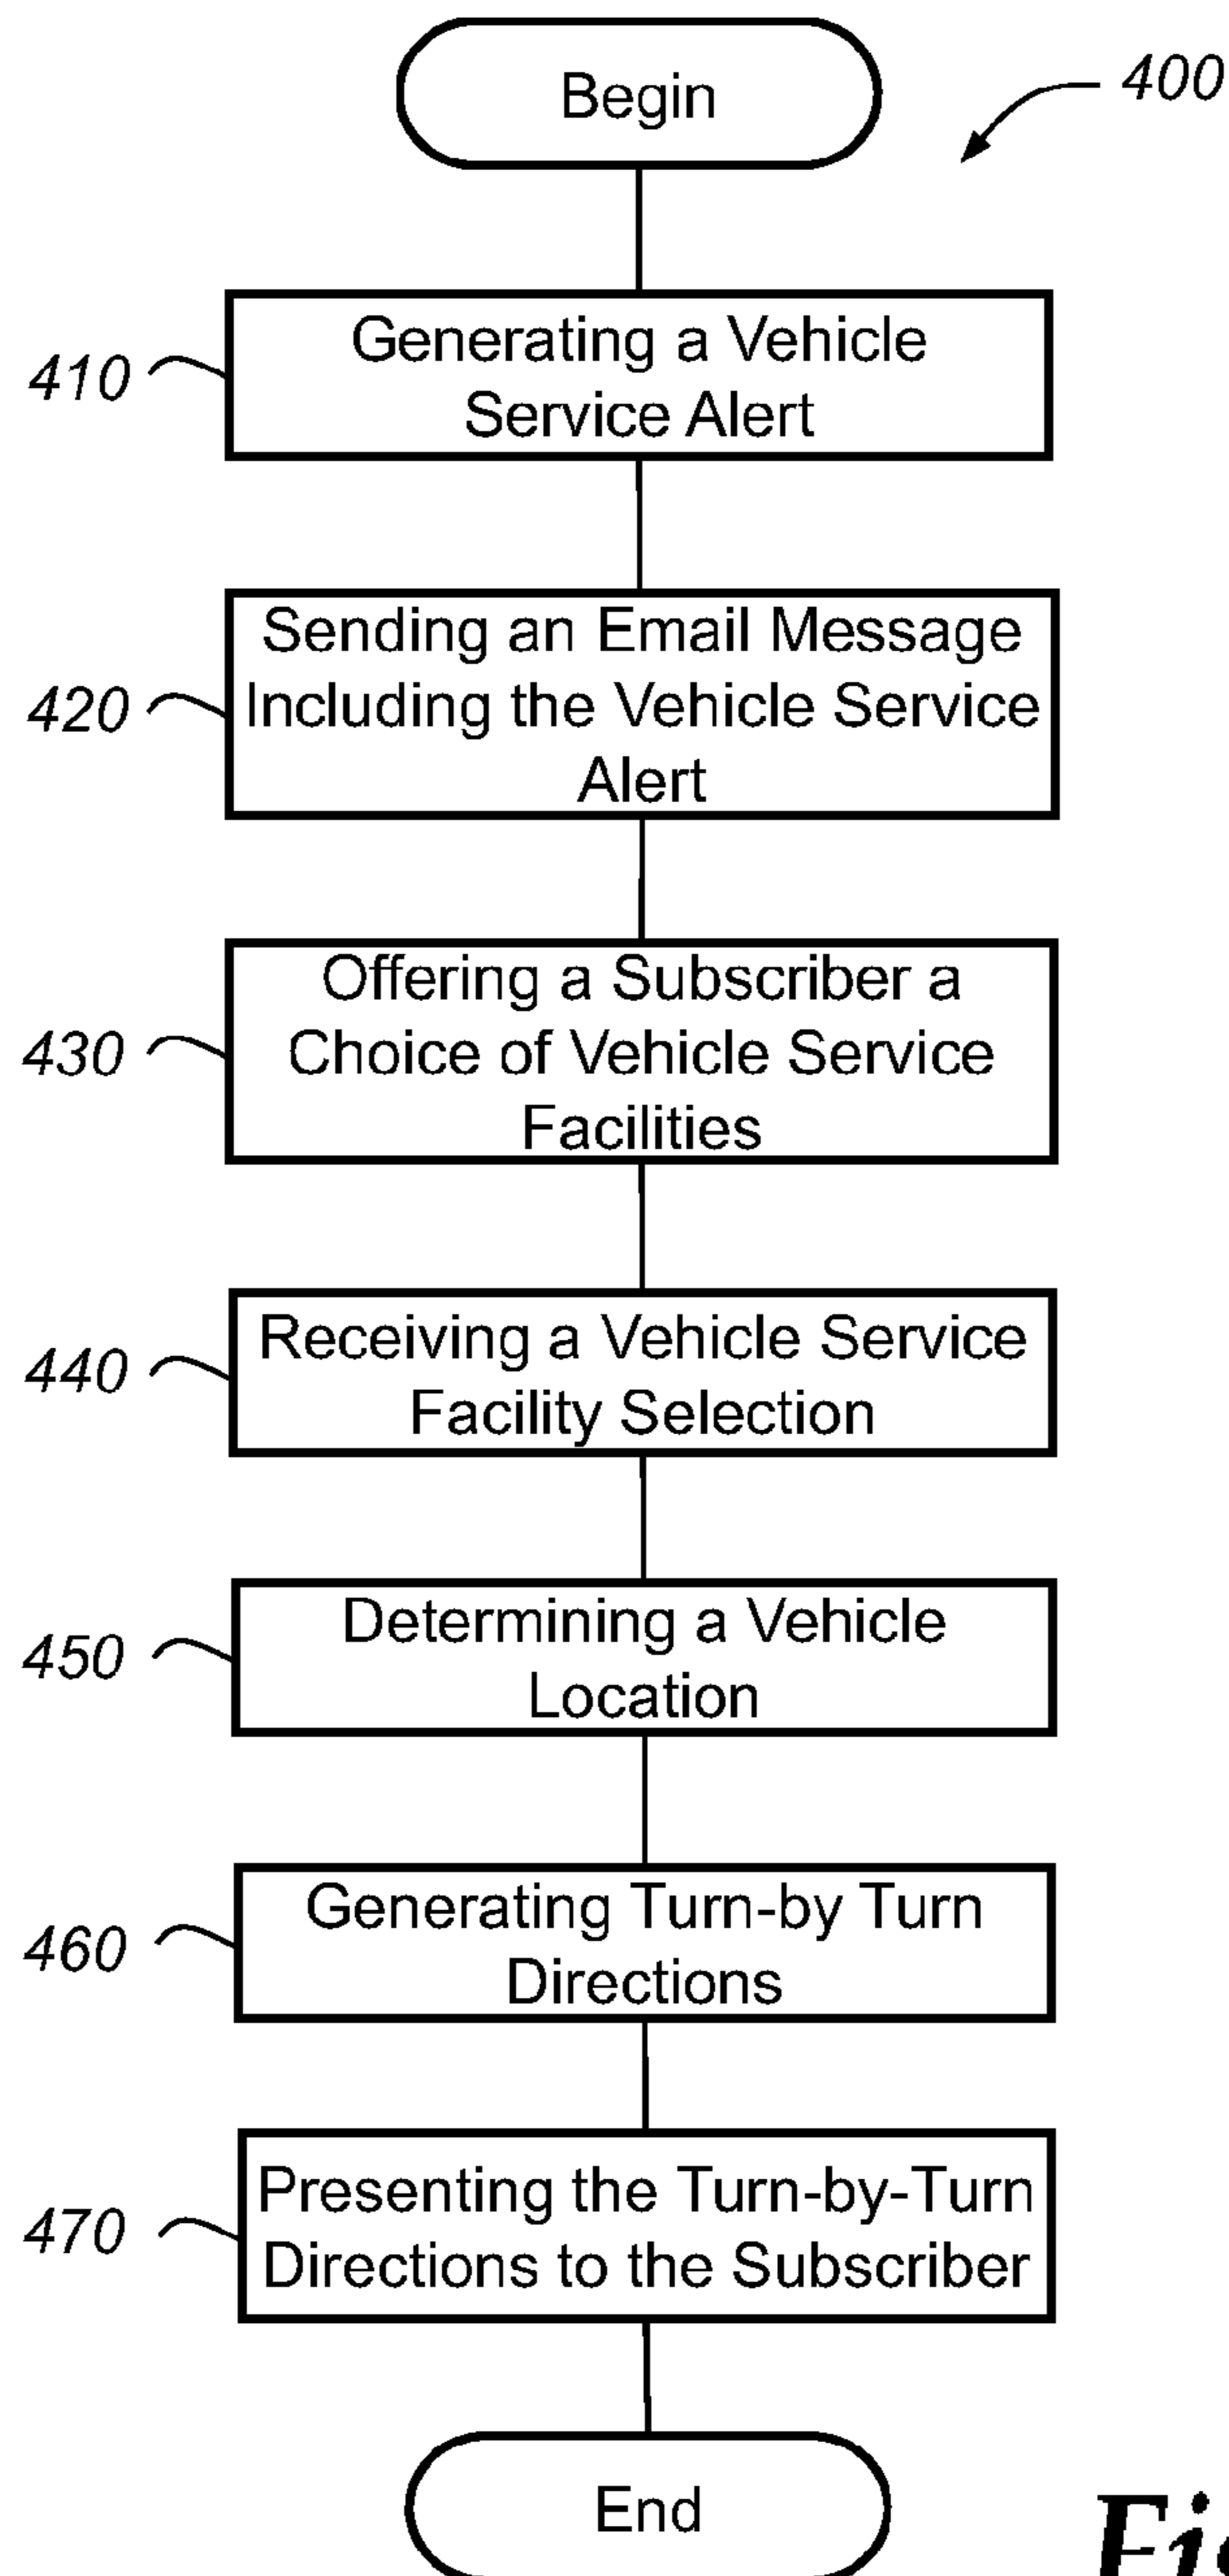 Begin
400
Generating a Vehicle
Service Alert
410
Sending an Email Message
Including the Vehicle Service
Alert
420
Offering a Subscriber a
Choice of Vehicle Service
Facilities
430
Receiving a Vehicle Service
Facility Selection
440
Determining a Vehicle
Location
450
Generating Turn-by Turn
Directions
460
Presenting the Turn-by-Turn
Directions to the Subscriber
470
End